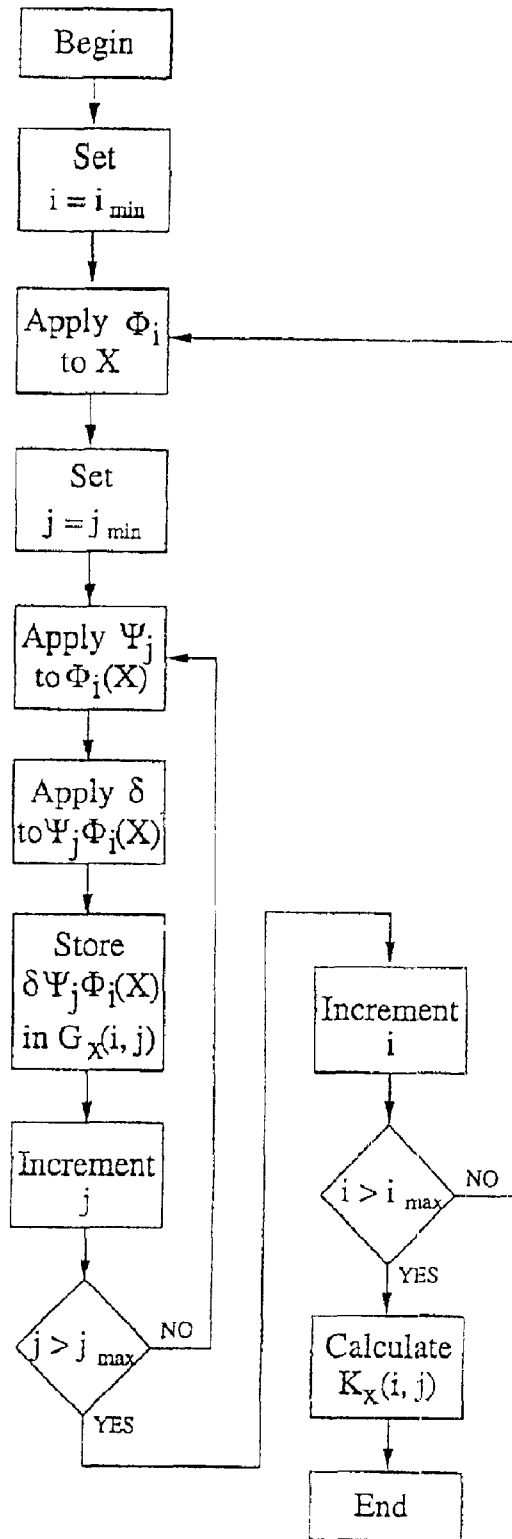 Begin
Set
i = i min
Apply Φi
to X
Set
j = j min
Apply Ψj
to Φi(X)
Apply δ
to Ψj Φi(X)
Store
δ Ψj Φi(X)
in GX(i, j)
Increment
j
j > j max
NO
YES
Increment
i
i > i max
NO
YES
Calculate
KX(i, j)
End